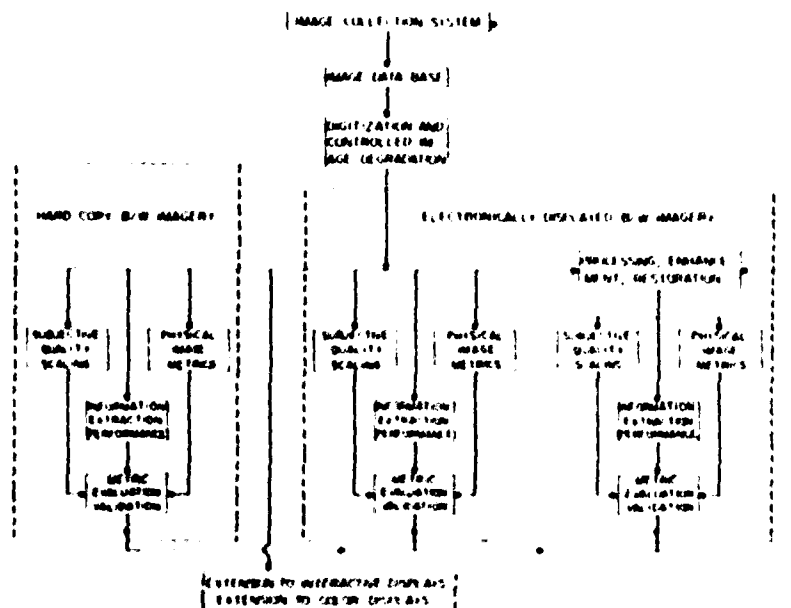 IMAGE COLLECTION SYSTEM
IMAGE DATA BASE
DIGITIZATION AND
CONTROLLED IM
AGE DEGRADATION
HARD COPY B/W IMAGERY
ELECTRONICALLY DISPLAYED B/W IMAGERY
PROCESSING, ENHANCE
MENT, RESTORATION
SUBJECTIVE
QUALITY
SCALING
PHYSICAL
IMAGE
METRICS
SUBJECTIVE
QUALITY
SCALING
PHYSICAL
IMAGE
METRICS
SUBJECTIVE
QUALITY
SCALING
PHYSICAL
IMAGE
METRICS
INFORMATION
EXTRACTION
PERFORMANCE
INFORMATION
EXTRACTION
PERFORMANCE
INFORMATION
EXTRACTION
PERFORMANCE
METRIC
EVALUATION
VALIDATION
METRIC
EVALUATION
VALIDATION
METRIC
EVALUATION
VALIDATION
EXTENSION TO INTERACTIVE DISPLAYS
EXTENSION TO COLOR DISPLAYS